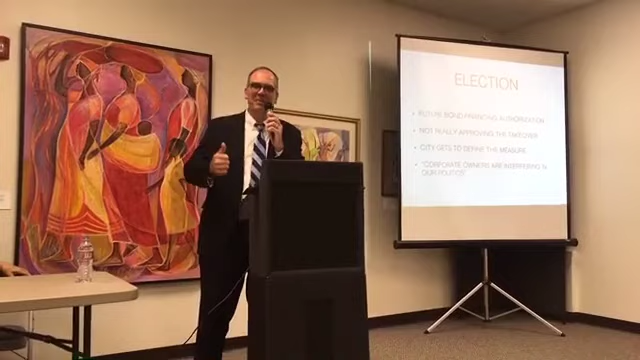 ELECTION
• FUTURE BOND FINANCING AUTHORIZATION
• NOT REALLY APPROVING THE TAKEOVER
• CITY GETS TO DEFINE THE MEASURE
• "CORPORATE OWNERS ARE INTERFERING IN
OUR POLITICS"